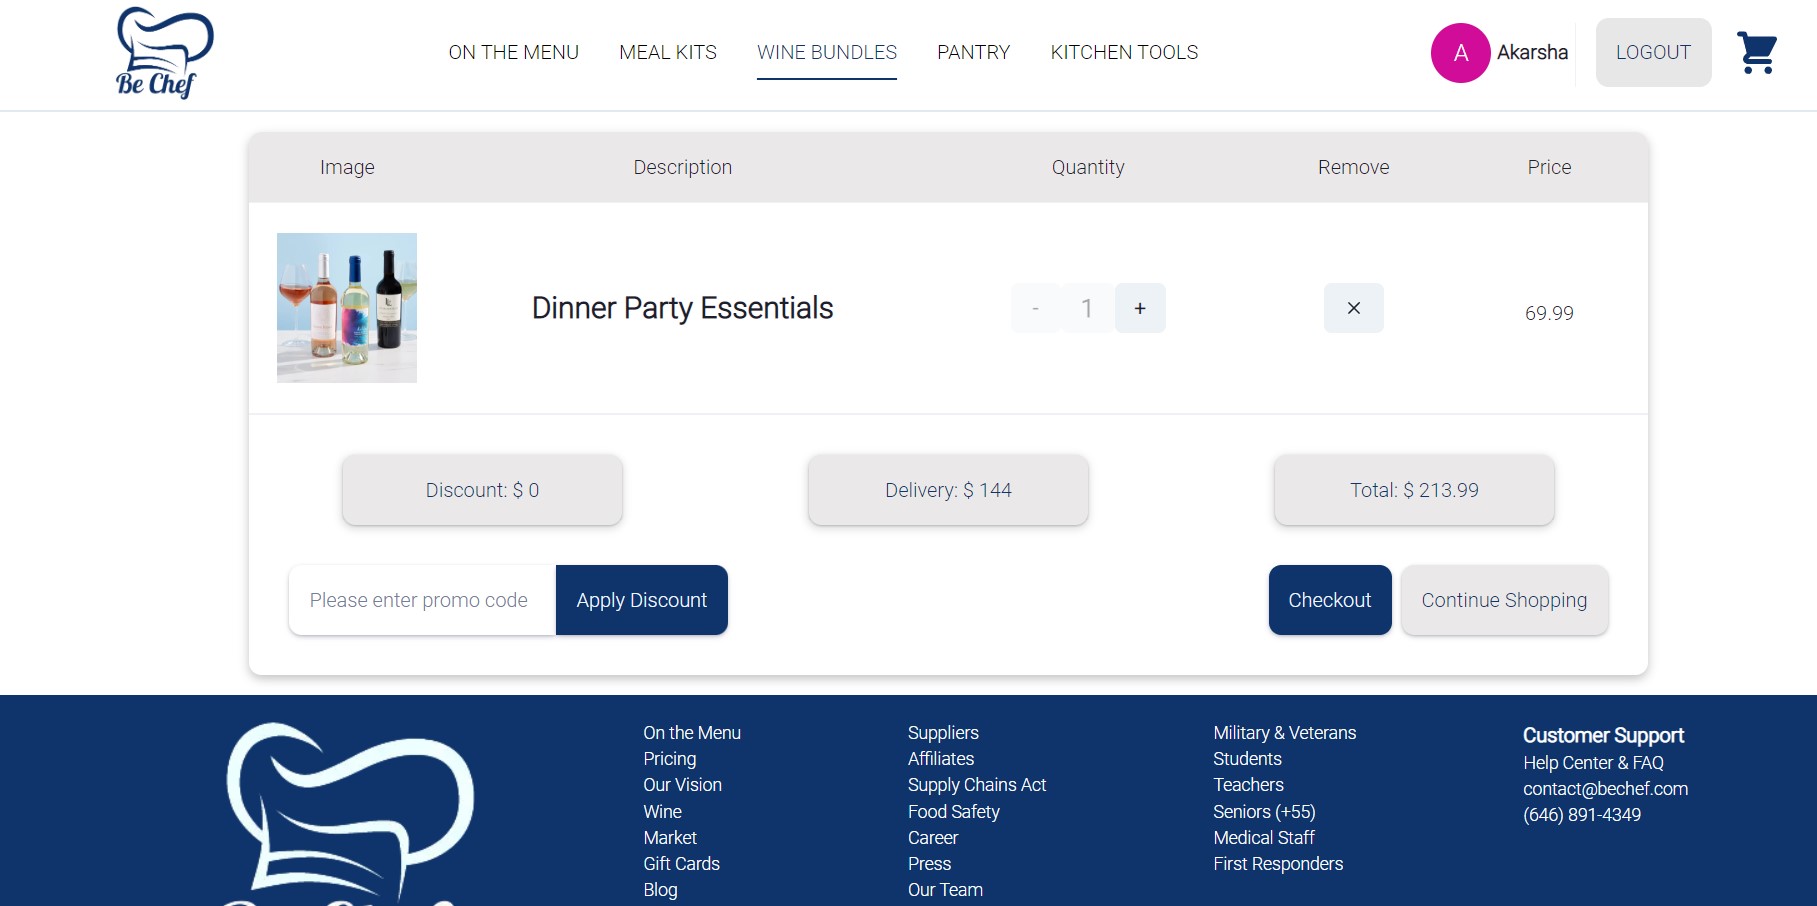 Be Chef
ON THE MENU
MEAL KITS
WINE BUNDLES
PANTRY
KITCHEN TOOLS
A
Akarsha
LOGOUT
Image
Description
Quantity
Remove
Price
Dinner Party Essentials
-
1
+
×
69.99
Discount: $ 0
Delivery: $ 144
Total: $ 213.99
Please enter promo code
Apply Discount
Checkout
Continue Shopping
On the Menu
Pricing
Our Vision
Wine
Market
Gift Cards
Blog
Suppliers
Affiliates
Supply Chains Act
Food Safety
Career
Press
Our Team
Military & Veterans
Students
Teachers
Seniors (+55)
Medical Staff
First Responders
Customer Support
Help Center & FAQ
contact@bechef.com
(646) 891-4349